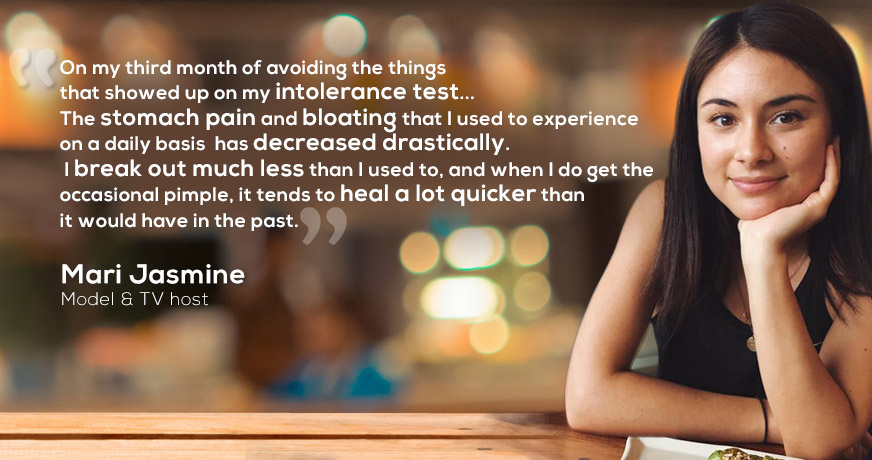 “ On my third month of avoiding the things
that showed up on my intolerance test...
The stomach pain and bloating that I used to experience
on a daily basis has decreased drastically.
I break out much less than I used to, and when I do get the
occasional pimple, it tends to heal a lot quicker than
it would have in the past. ”
Mari Jasmine
Model & TV host